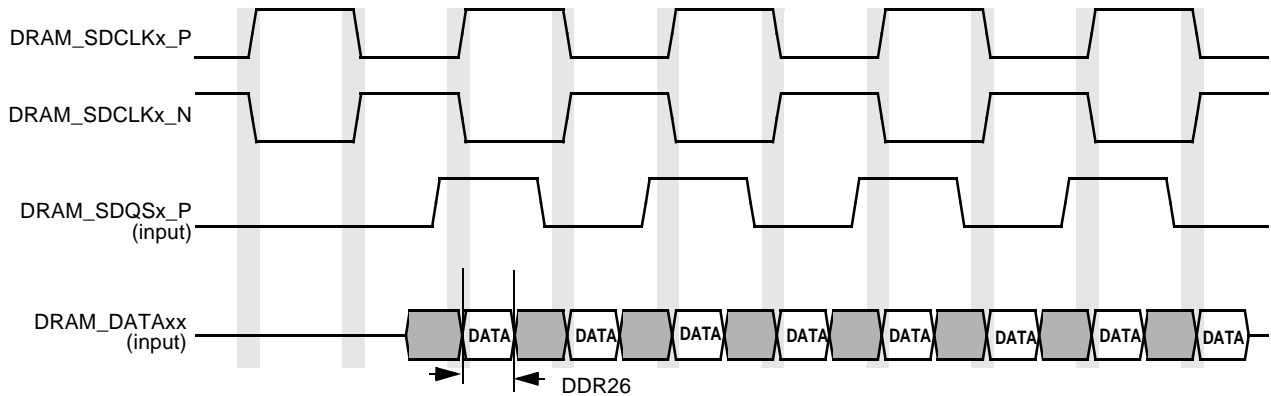 DRAM_SDCLKx_P
DRAM_SDCLKx_N
DRAM_SDQSx_P
(input)
DRAM_DATAxx
(input)
DATA DATA DATA DATA DATA DATA DATA DATA
DDR26